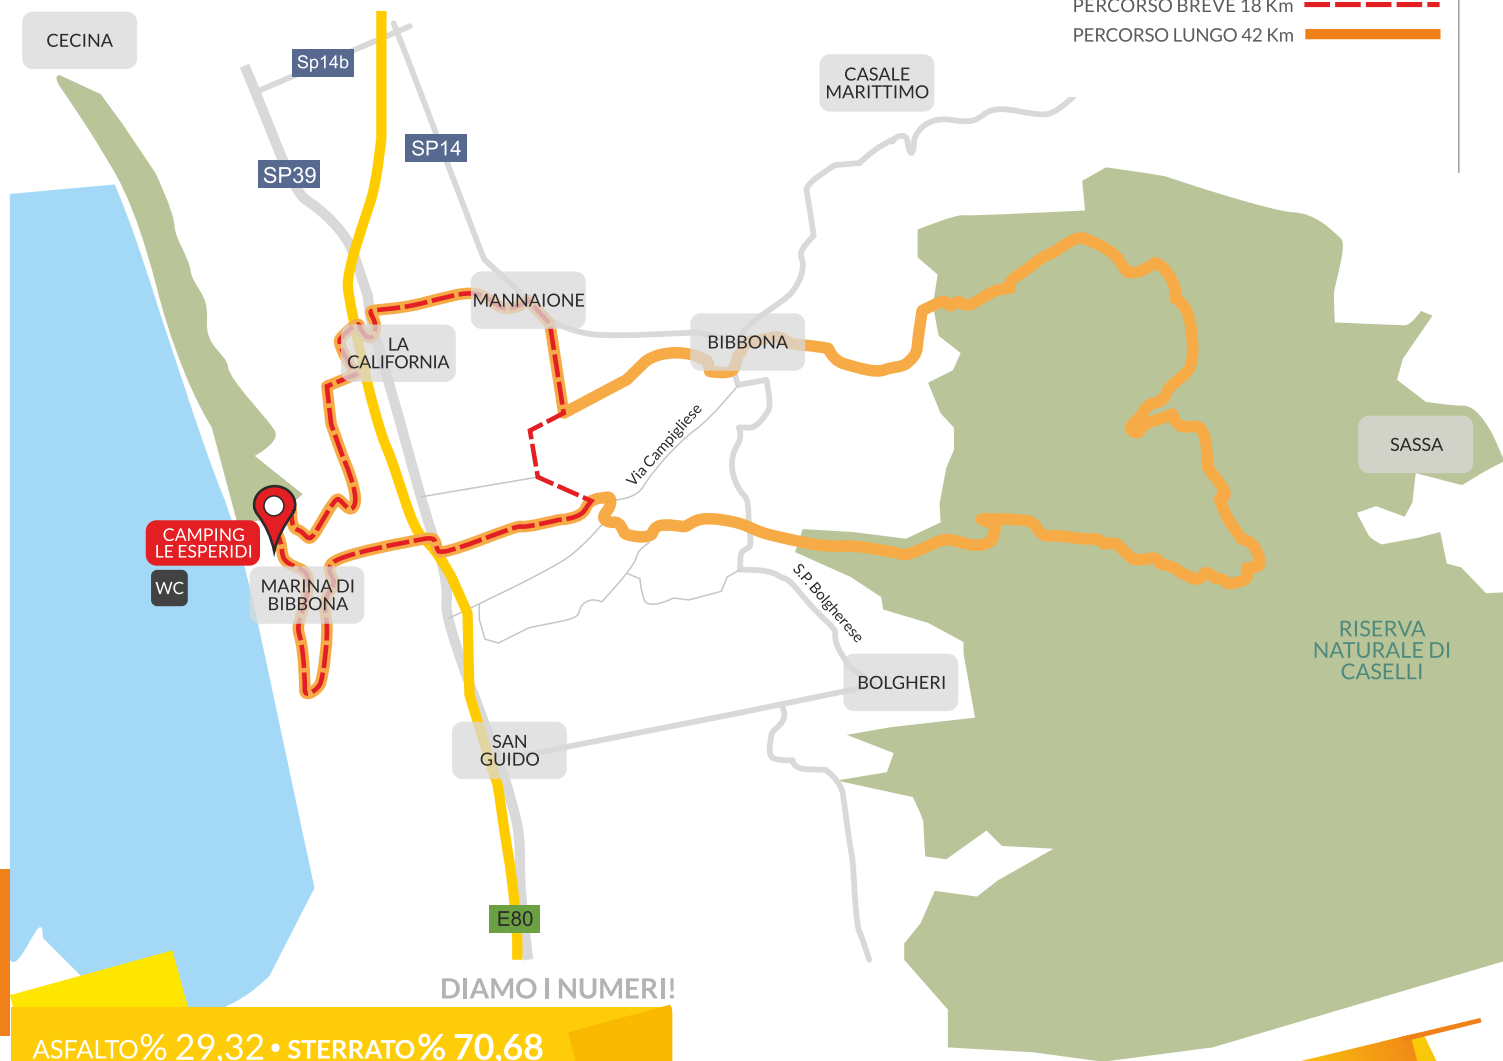 PERCORSO BREVE 18 Km
PERCORSO LUNGO 42 Km
CECINA
Sp14b
CASALE
MARITTIMO
SP14
SP39
MANNAIONE
LA
CALIFORNIA
BIBBONA
Via Campigliese
SASSA
CAMPING
LE ESPERIDI
WC
MARINA DI
BIBBONA
S.P. Bolgherese
RISERVA
NATURALE DI
CASELLI
BOLGHERI
SAN
GUIDO
E80
DIAMO I NUMERI!
ASFALTO% 29,32 • STERRATO% 70,68